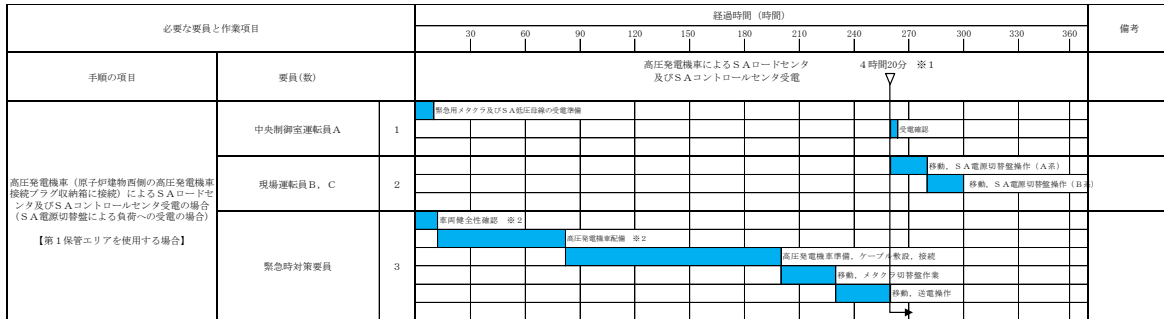 必要な要員と作業項目
経過時間（時間）
備考
30 60 90 120 150 180 210 240 270 300 330 360
手順の項目
要員(数)
高圧発電機車によるＳＡロードセンタ
及びＳＡコントロールセンタ受電
４時間20分　※１
高圧発電機車（原子炉建物西側の高圧発電機車
接続プラグ収納箱に接続）によるＳＡロードセ
ンタ及びＳＡコントロールセンタ受電の場合
（ＳＡ電源切替盤による負荷への受電の場合）
【第１保管エリアを使用する場合】
中央制御室運転員Ａ
1
緊急用メタクラ及びＳＡ低圧母線の受電準備
受電確認
現場運転員Ｂ，Ｃ
2
移動，ＳＡ電源切替盤操作（Ａ系）
移動，ＳＡ電源切替盤操作（Ｂ系）
緊急時対策要員
3
車両健全性確認　※２
高圧発電機車配備　※２
高圧発電機車準備，ケーブル敷設，接続
移動，メタクラ切替盤作業
移動，送電操作